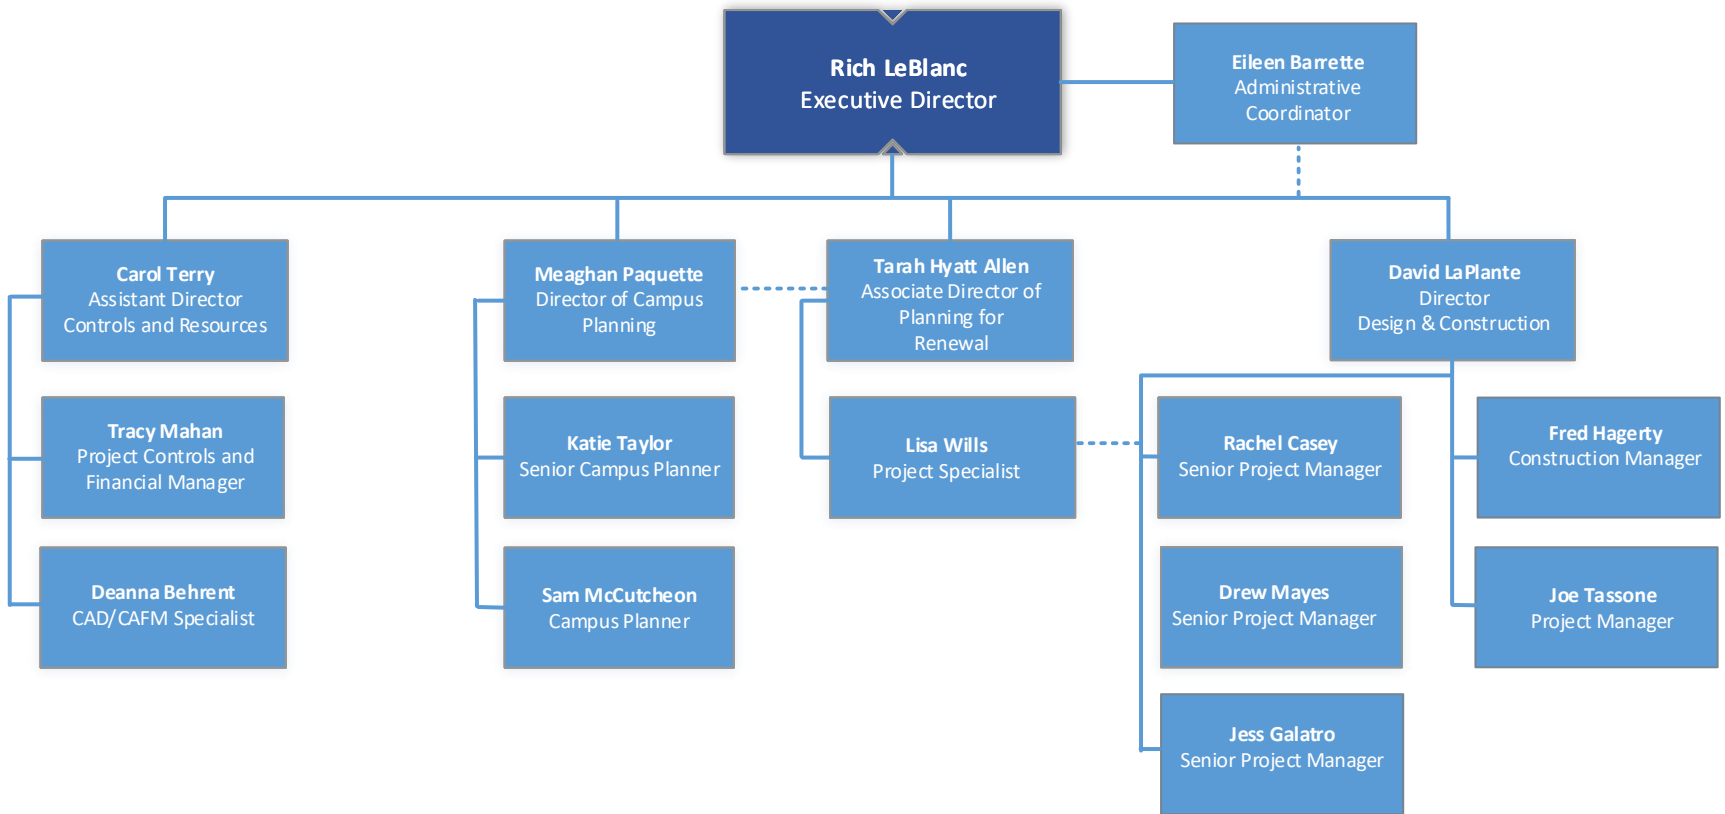 Rich LeBlanc
Executive Director
Eileen Barrette
Administrative
Coordinator
Carol Terry
Assistant Director
Controls and Resources
Meaghan Paquette
Director of Campus
Planning
Tarah Hyatt Allen
Associate Director of
Planning for
Renewal
David LaPlante
Director
Design & Construction
Tracy Mahan
Project Controls and
Financial Manager
Katie Taylor
Senior Campus Planner
Lisa Wills
Project Specialist
Rachel Casey
Senior Project Manager
Fred Hagerty
Construction Manager
Deanna Behrent
CAD/CAFM Specialist
Sam McCutcheon
Campus Planner
Drew Mayes
Senior Project Manager
Joe Tassone
Project Manager
Jess Galatro
Senior Project Manager